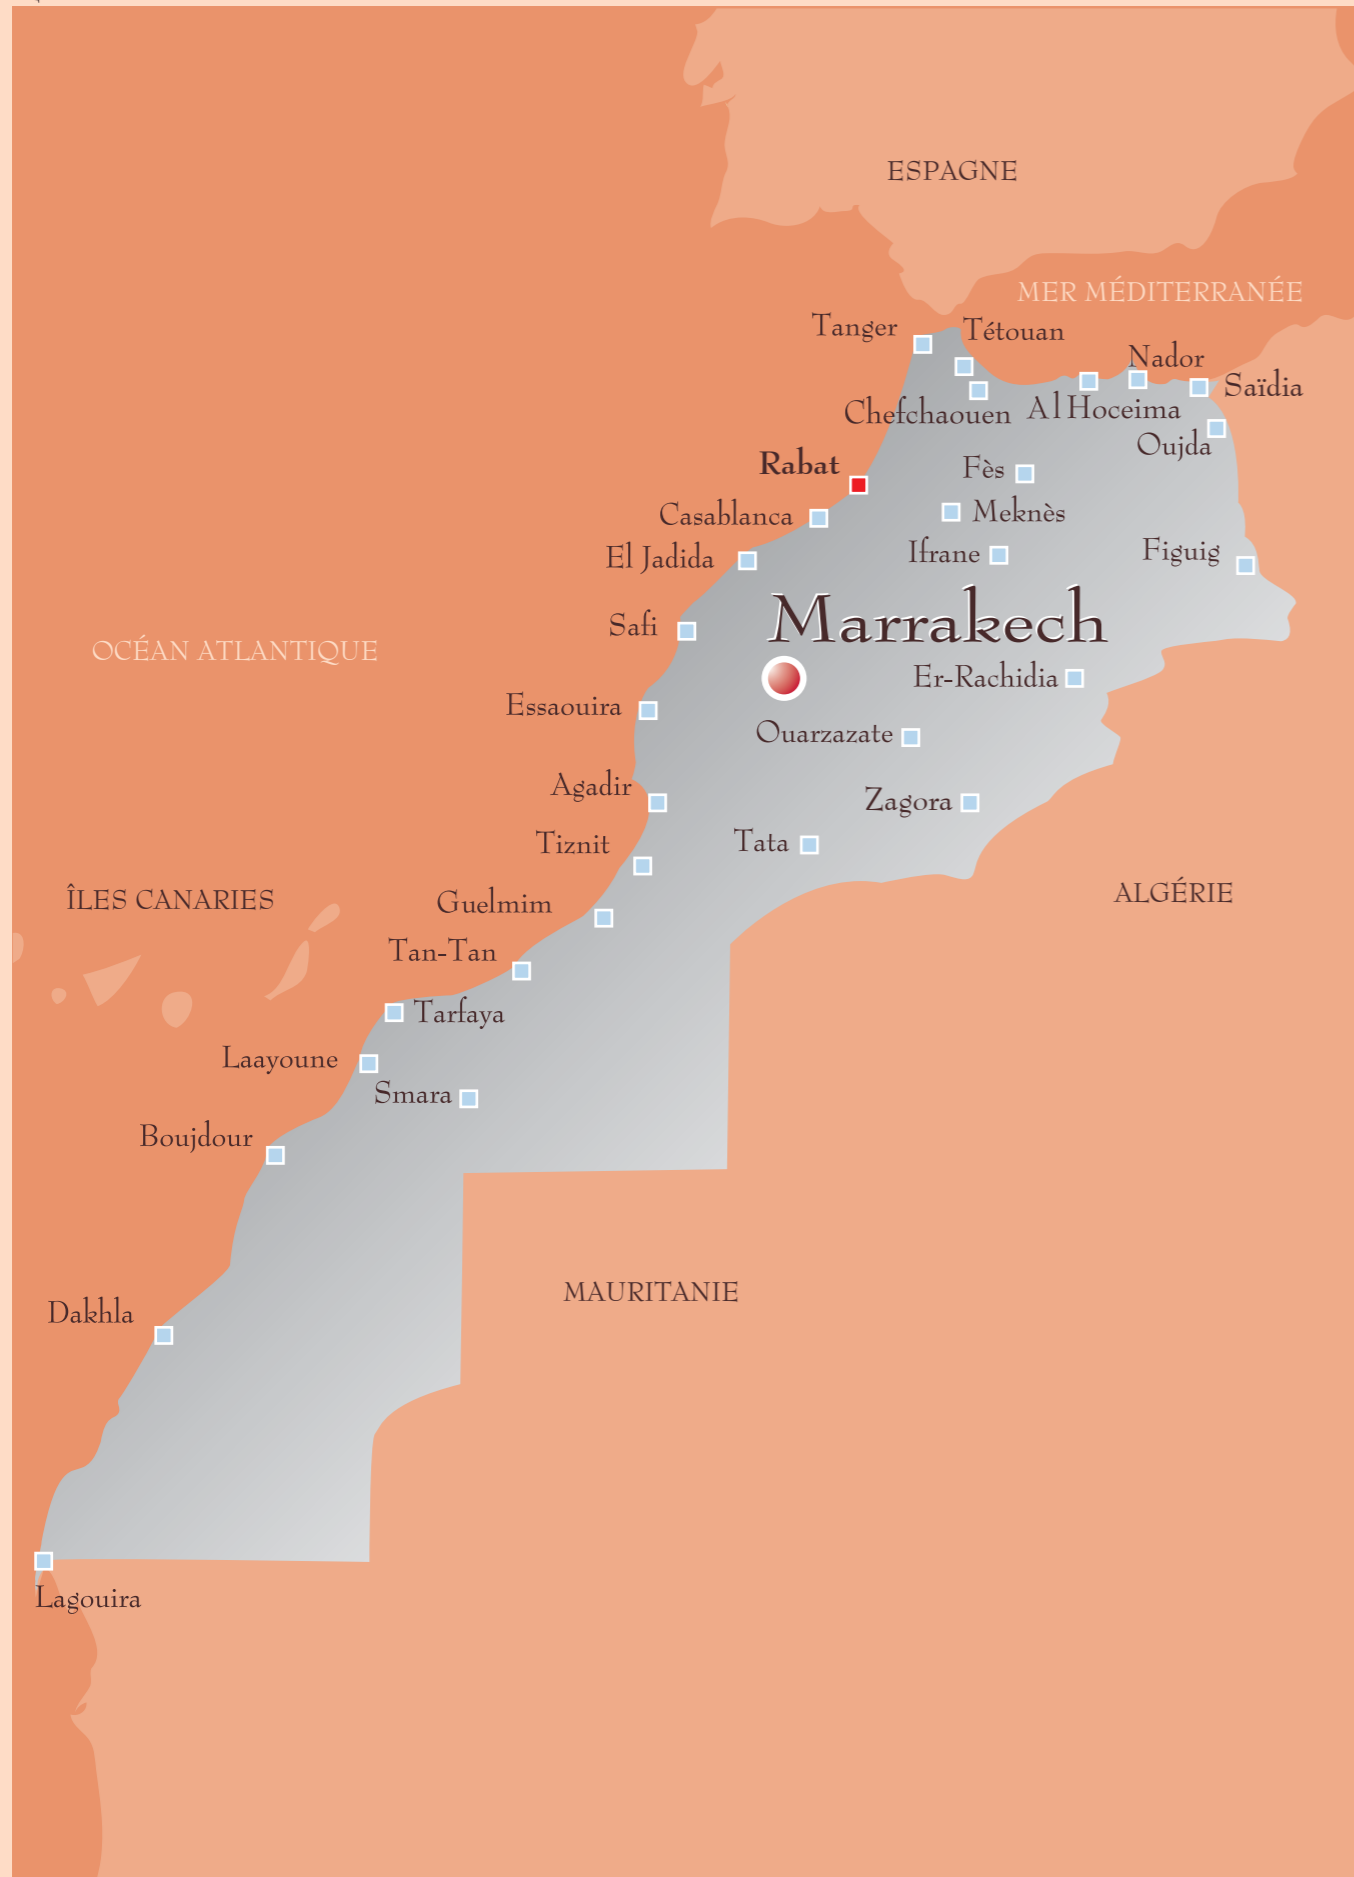 ESPAGNE
MER MÉDITERRANÉE
Tanger
Tétouan
Nador
Saïdia
Chefchaouen
Al Hoceima
Oujda
Rabat
Fès
Casablanca
Meknès
El Jadida
Ifrane
Figuig
Marrakech
Safi
OCÉAN ATLANTIQUE
Er-Rachidia
Essaouira
Ouarzazate
Agadir
Zagora
Tiznit
Tata
ÎLES CANARIES
Guelmim
ALGÉRIE
Tan-Tan
Tarfaya
Laayoune
Smara
Boujdour
MAURITANIE
Dakhla
Lagouira